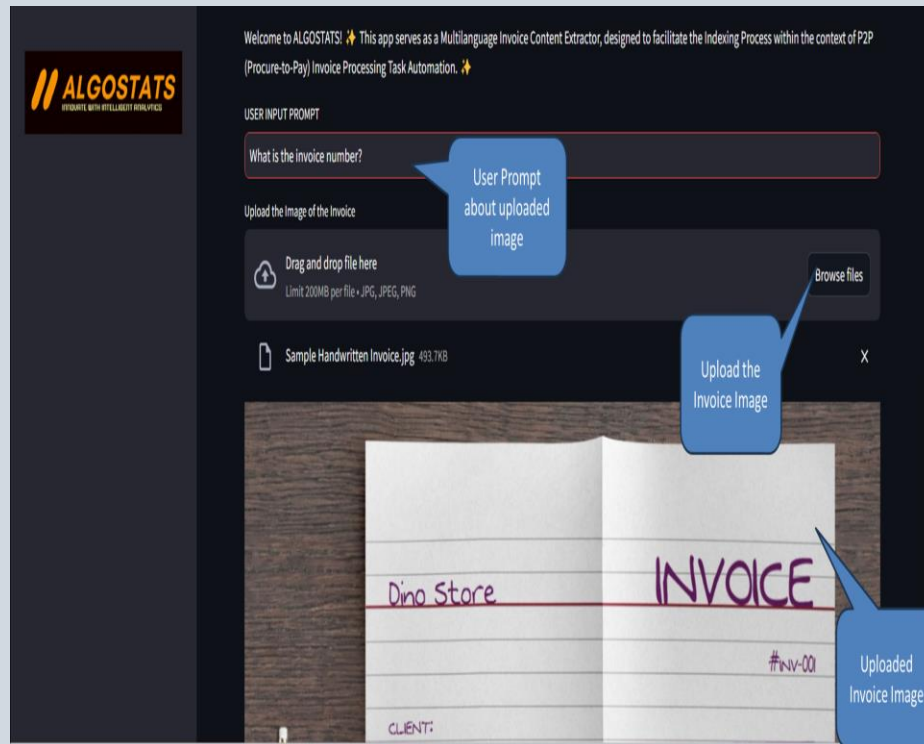 ALGOSTATS
INNOVATE WITH INTELLIGENT ANALYTICS
Welcome to ALGOSTATS! ✨ This app serves as a Multilanguage Invoice Content Extractor, designed to facilitate the Indexing Process within the context of P2P
(Procure-to-Pay) Invoice Processing Task Automation. ✨
USER INPUT PROMPT
What is the invoice number?
User Prompt
about uploaded
image
Upload the Image of the Invoice
Drag and drop file here
Limit 200MB per file • JPG, JPEG, PNG
Browse files
Sample Handwritten Invoice.jpg 493.7KB
X
Upload the
Invoice Image
Dino Store
INVOICE
#INV-001
Uploaded
Invoice Image
CLIENT: